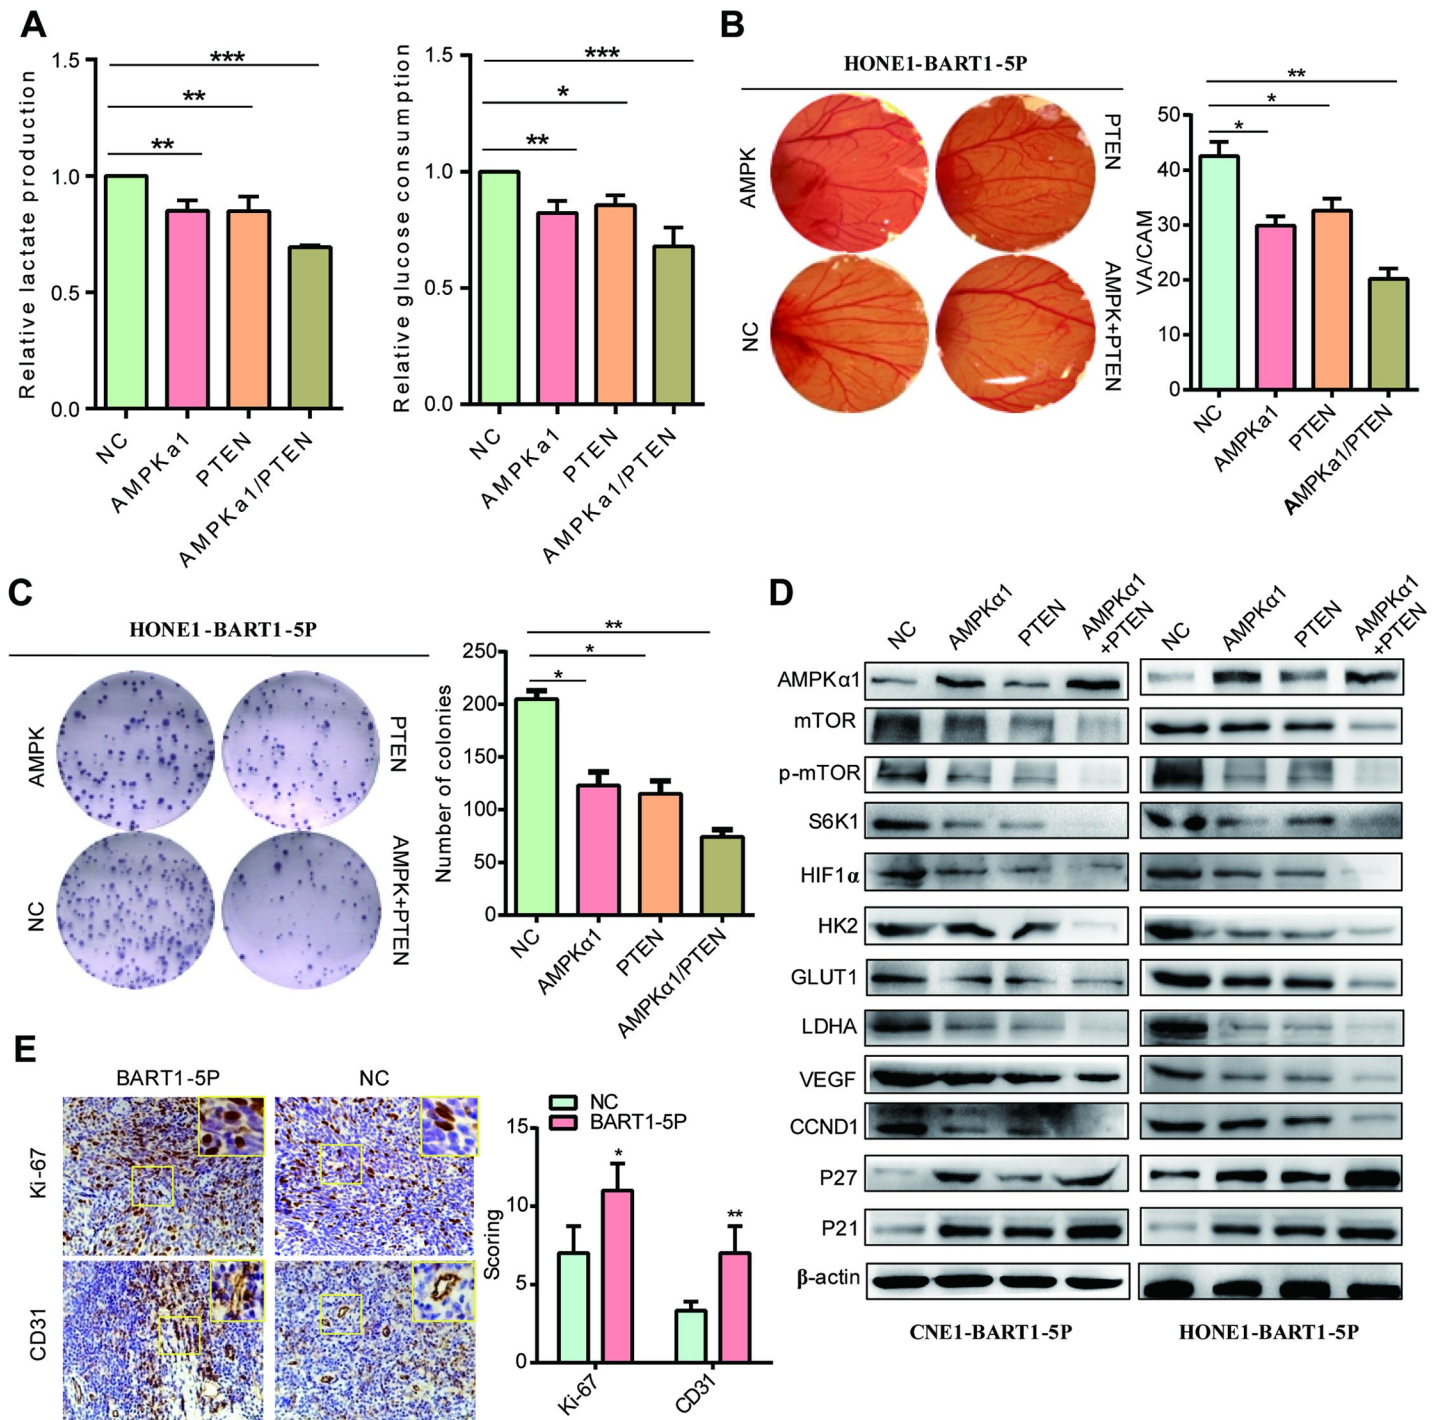 A
Relative lactate production
1.5
1.0
0.5
0.0
***
**
**
NC
AMPKa1
PTEN
AMPKa1/PTEN
Relative glucose consumption
1.5
1.0
0.5
0.0
***
*
**
NC
AMPKa1
PTEN
AMPKa1/PTEN
B
HONE1-BART1-5P
AMPK
PTEN
NC
AMPK+PTEN
VA/CAM
50
40
30
20
10
0
**
*
*
NC
AMPKa1
PTEN
AMPKa1/PTEN
C
HONE1-BART1-5P
AMPK
PTEN
NC
AMPK+PTEN
Number of colonies
250
200
150
100
50
0
**
*
*
NC
AMPKα1
PTEN
AMPKα1/PTEN
D
NC
AMPKα1
PTEN
AMPKα1
+PTEN
NC
AMPKα1
PTEN
AMPKα1
+PTEN
AMPKα1
mTOR
p-mTOR
S6K1
HIF1α
HK2
GLUT1
LDHA
VEGF
CCND1
P27
P21
β-actin
CNE1-BART1-5P
HONE1-BART1-5P
E
BART1-5P
NC
Ki-67
CD31
NC
BART1-5P
Scoring
15
10
5
0
*
**
Ki-67
CD31